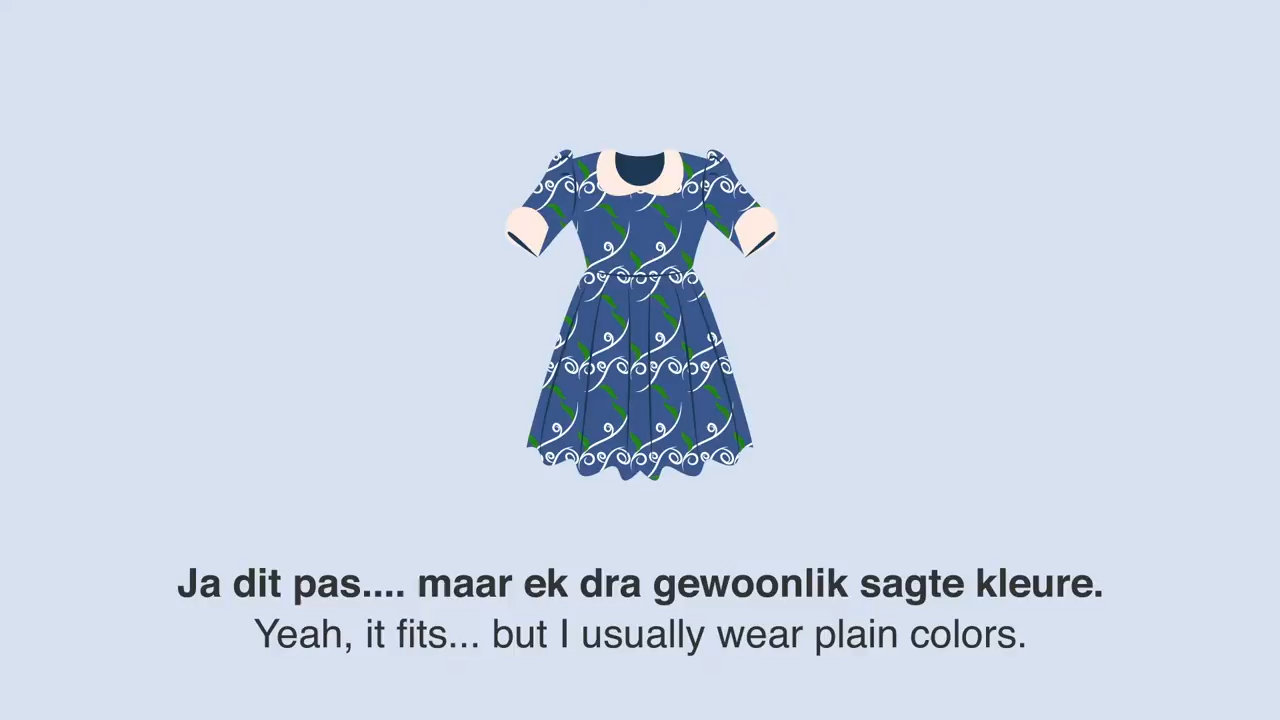 Ja dit pas.... maar ek dra gewoonlik sagte kleure.
Yeah, it fits... but I usually wear plain colors.